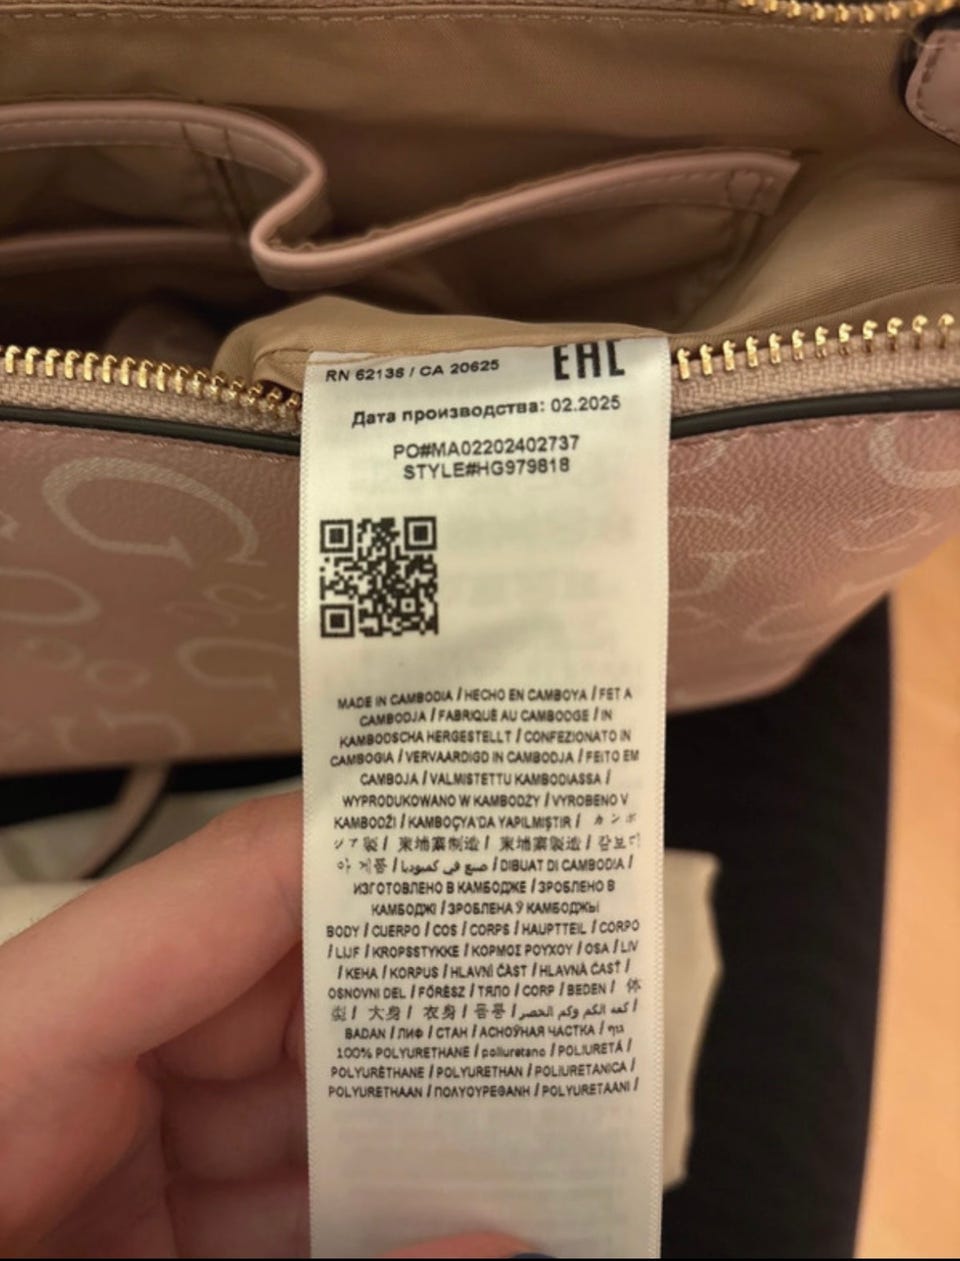 RN 62136 / CA 20625 EAC
Дата производства: 02.2025
PO#MA02202402737
STYLE#HG979818
MADE IN CAMBODIA / HECHO EN CAMBOYA / FET A
CAMBODJA / FABRIQUÉ AU CAMBODGE / IN
KAMBODSCHA HERGESTELLT / CONFEZIONATO IN
CAMBOGIA / VERVAARDIGD IN CAMBODJA / FEITO EM
CAMBOJA / VALMISTETTU KAMBODIASSA /
WYPRODUKOWANO W KAMBODŻY / VYROBENO V
KAMBODŽI / KAMBOÇYA'DA YAPILMIŞTIR / カンボ
ジア製 / 柬埔寨制造 / 柬埔寨製造 / 캄보디
아 제품 / صنع في كمبوديا / DIBUAT DI CAMBODIA /
ИЗГОТОВЛЕНО В КАМБОДЖЕ / ЗРОБЛЕНО В
КАМБОДЖІ / ЗРОБЛЕНА Ў КАМБОДЖЫ
BODY / CUERPO / COS / CORPS / HAUPTTEIL / CORPO
/ LIJF / KROPSSTYKKE / ΚΟΡΜΟΣ ΡΟΥΧΟΥ / OSA / LIV
/ KEHA / KORPUS / HLAVNÍ ČÁST / HLAVNÁ ČASŤ /
OSNOVNI DEL / FŐRÉSZ / ТЯЛО / CORP / BEDEN / 体
型 / 大身 / 衣身 / 몸통 /
BADAN / ЛИФ / СТАН / АСНОЎНАЯ ЧАСТКА / גוף
100% POLYURETHANE / poliuretano / POLIURETÀ /
POLYURÉTHANE / POLYURETHAN / POLIURETANICA /
POLYURETHAAN / ΠΟΛΥΟΥΡΕΘΑΝΗ / POLYURETAANI /